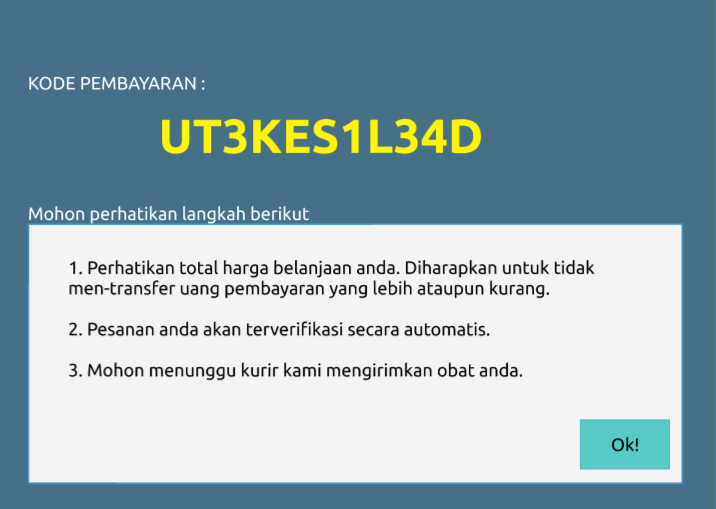 KODE PEMBAYARAN :
UT3KES1L34D
Mohon perhatikan langkah berikut
1. Perhatikan total harga belanjaan anda. Diharapkan untuk tidak
men-transfer uang pembayaran yang lebih ataupun kurang.
2. Pesanan anda akan terverifikasi secara automatis.
3. Mohon menunggu kurir kami mengirimkan obat anda.
Ok!